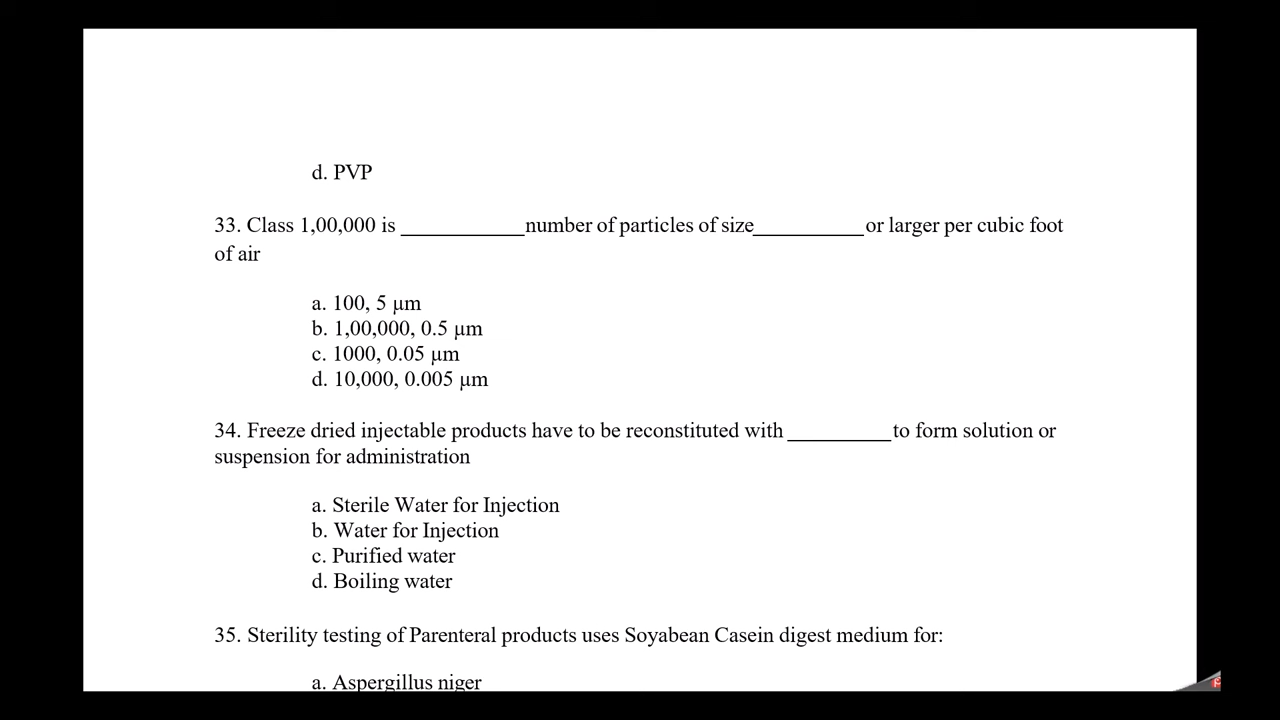 d. PVP
33. Class 1,00,000 is ____________number of particles of size__________or larger per cubic foot
of air
a. 100, 5 μm
b. 1,00,000, 0.5 μm
c. 1000, 0.05 μm
d. 10,000, 0.005 μm
34. Freeze dried injectable products have to be reconstituted with __________to form solution or
suspension for administration
a. Sterile Water for Injection
b. Water for Injection
c. Purified water
d. Boiling water
35. Sterility testing of Parenteral products uses Soyabean Casein digest medium for:
a. Aspergillus niger